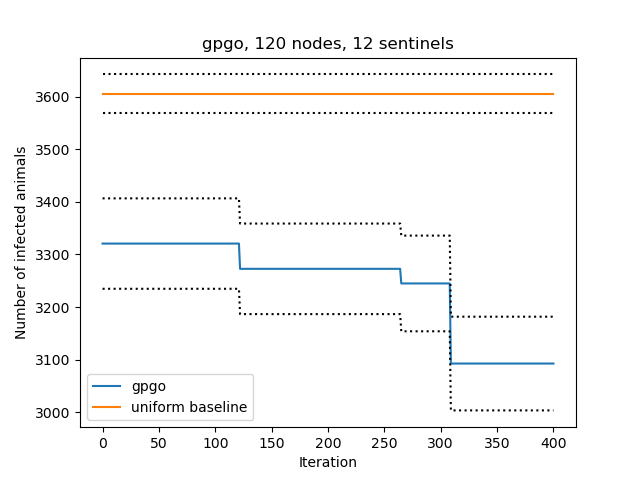 gpgo, 120 nodes, 12 sentinels
3600
3500
3400
3300
3200
3100
3000
Number of infected animals
gpgo
uniform baseline
0 50 100 150 200 250 300 350 400
Iteration